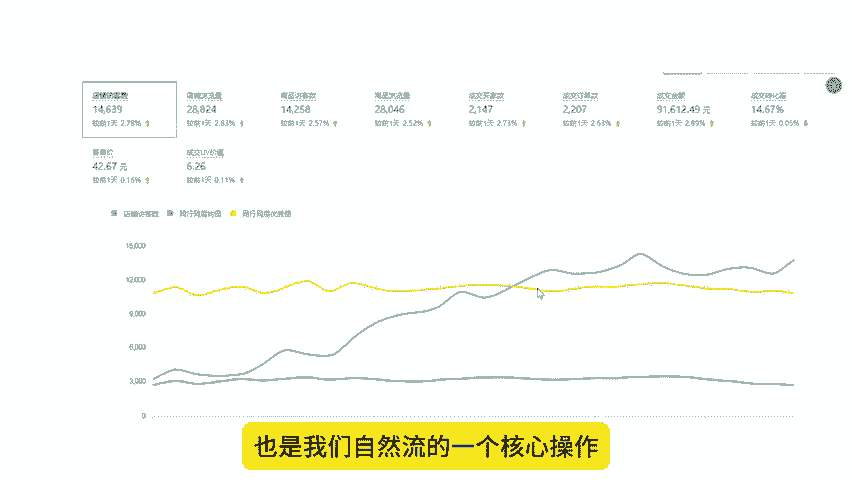 店铺访客数 店铺浏览量 商品访客数 商品浏览量 成交买家数 成交订单数 成交金额 成交转化率
14,639 28,824 14,258 28,046 2,147 2,207 91,612.49 元 14.67%
较前1天 2.78% 较前1天 2.83% 较前1天 2.57% 较前1天 2.52% 较前1天 2.73% 较前1天 2.63% 较前1天 2.89% 较前1天 0.05%
客单价 成交UV价值
42.67 元 6.26
较前1天 0.16% 较前1天 0.11%
店铺访客数 同行同层均值 同行同层优秀值
15,000
12,000
9,000
6,000
3,000
0
也是我们自然流的一个核心操作